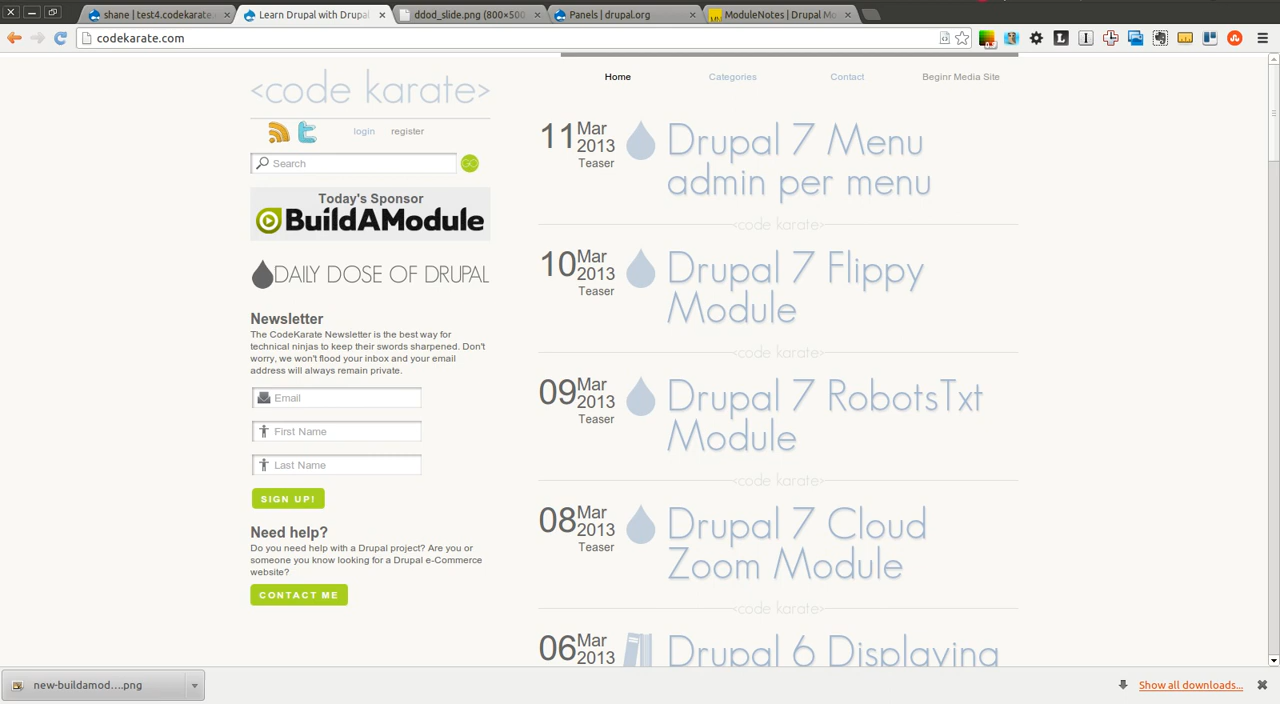 shane | test4.codekarate.
Learn Drupal with Drupal
ddod_slide.png (800×500
Panels | drupal.org
ModuleNotes | Drupal Mo
codekarate.com
<code karate>
login
register
Search
GO
Today's Sponsor
BuildAModule
DAILY DOSE OF DRUPAL
Newsletter
The CodeKarate Newsletter is the best way for
technical ninjas to keep their swords sharpened. Don't
worry, we won't flood your inbox and your email
address will always remain private.
Email
First Name
Last Name
SIGN UP!
Need help?
Do you need help with a Drupal project? Are you or
someone you know looking for a Drupal e-Commerce
website?
CONTACT ME
Home
Categories
Contact
Beginr Media Site
11 Mar
2013
Teaser
Drupal 7 Menu
admin per menu
<code karate>
10 Mar
2013
Teaser
Drupal 7 Flippy
Module
<code karate>
09 Mar
2013
Teaser
Drupal 7 RobotsTxt
Module
<code karate>
08 Mar
2013
Teaser
Drupal 7 Cloud
Zoom Module
<code karate>
06 Mar
2013
Drupal 6 Displaying
new-buildamod....png
Show all downloads...